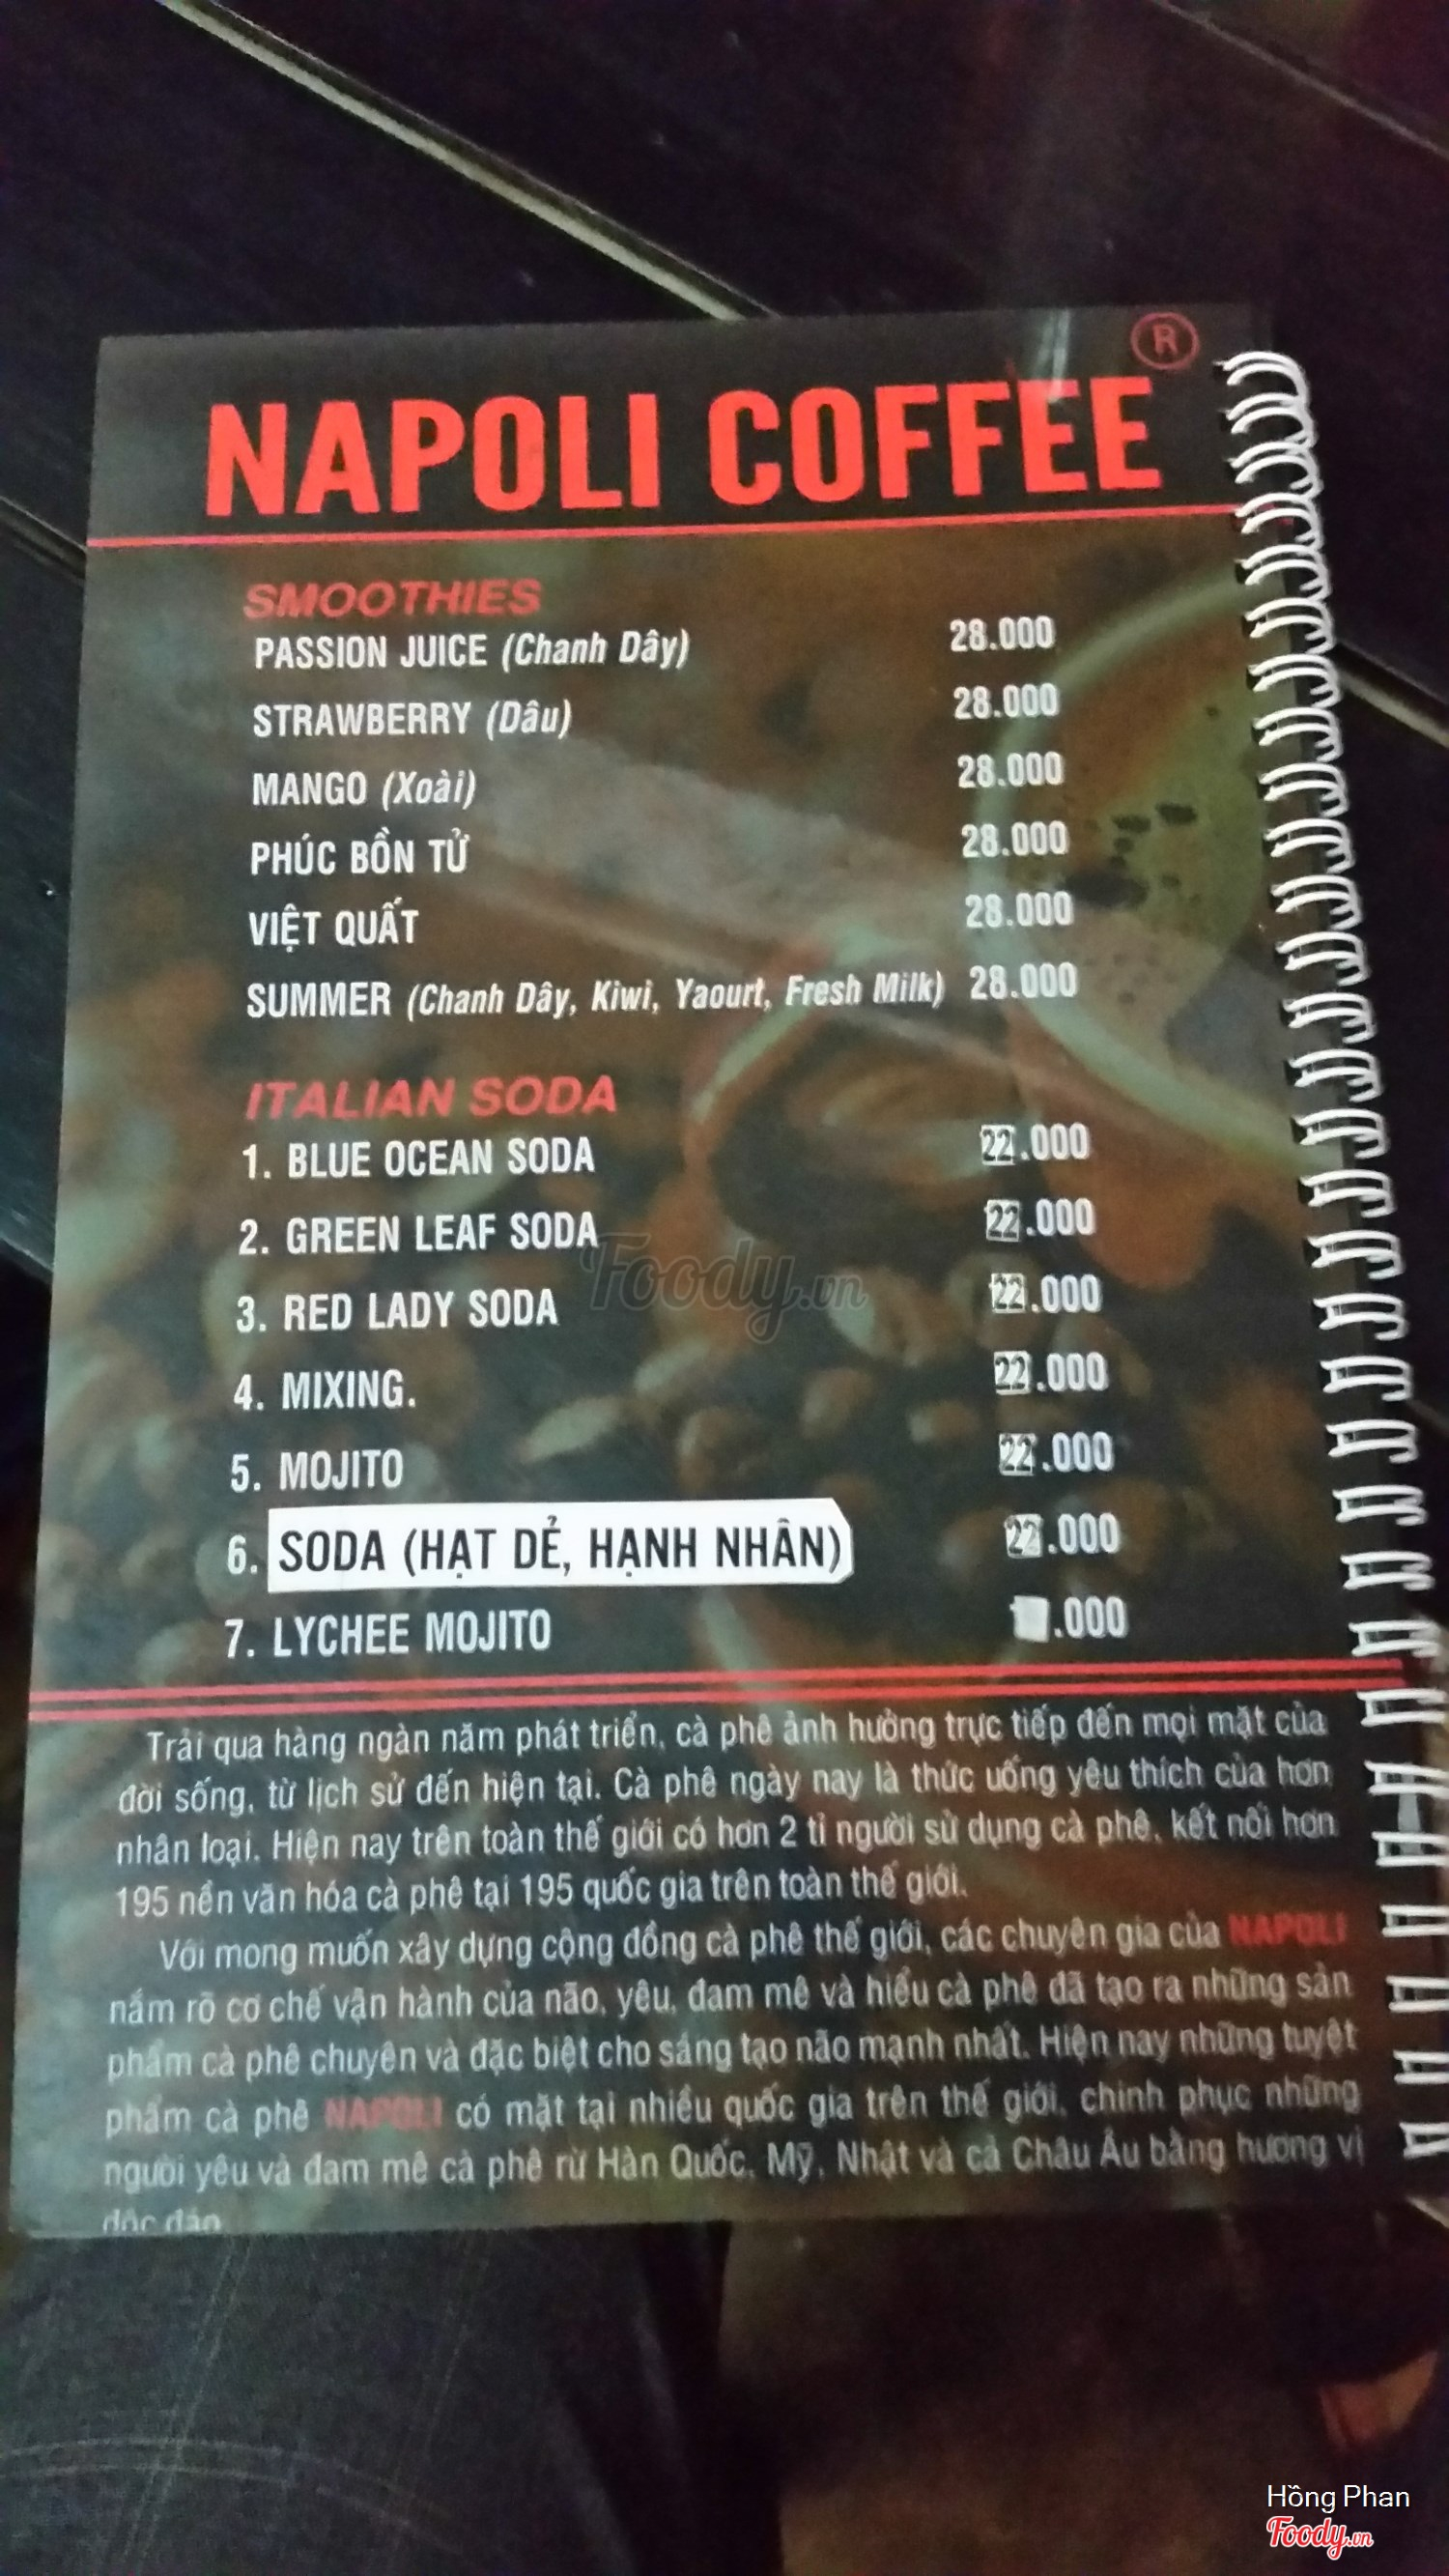 ®
NAPOLI COFFEE
SMOOTHIES
PASSION JUICE (Chanh Dây) 28.000
STRAWBERRY (Dâu) 28.000
MANGO (Xoài) 28.000
PHÚC BỒN TỬ 28.000
VIỆT QUẤT 28.000
SUMMER (Chanh Dây, Kiwi, Yaourt, Fresh Milk) 28.000
ITALIAN SODA
1. BLUE OCEAN SODA 22.000
2. GREEN LEAF SODA 22.000
3. RED LADY SODA 22.000
4. MIXING. 22.000
5. MOJITO 22.000
6. SODA (HẠT DẺ, HẠNH NHÂN) 22.000
7. LYCHEE MOJITO .000
Trải qua hàng ngàn năm phát triển, cà phê ảnh hưởng trực tiếp đến mọi mặt của
đời sống, từ lịch sử đến hiện tại. Cà phê ngày nay là thức uống yêu thích của hơn
nhân loại. Hiện nay trên toàn thế giới có hơn 2 tỉ người sử dụng cà phê, kết nối hơn
195 nền văn hóa cà phê tại 195 quốc gia trên toàn thế giới.
Với mong muốn xây dựng cộng đồng cà phê thế giới, các chuyên gia của NAPOLI
nắm rõ cơ chế vận hành của não, yêu, đam mê và hiểu cà phê đã tạo ra những sản
phẩm cà phê chuyên và đặc biệt cho sáng tạo não mạnh nhất. Hiện nay những tuyệt
phẩm cà phê NAPOLI có mặt tại nhiều quốc gia trên thế giới, chinh phục những
người yêu và đam mê cà phê rừ Hàn Quốc, Mỹ, Nhật và cả Châu Âu bằng hương vị
độc đáo
Foody.vn
Hồng Phan
Foody.vn